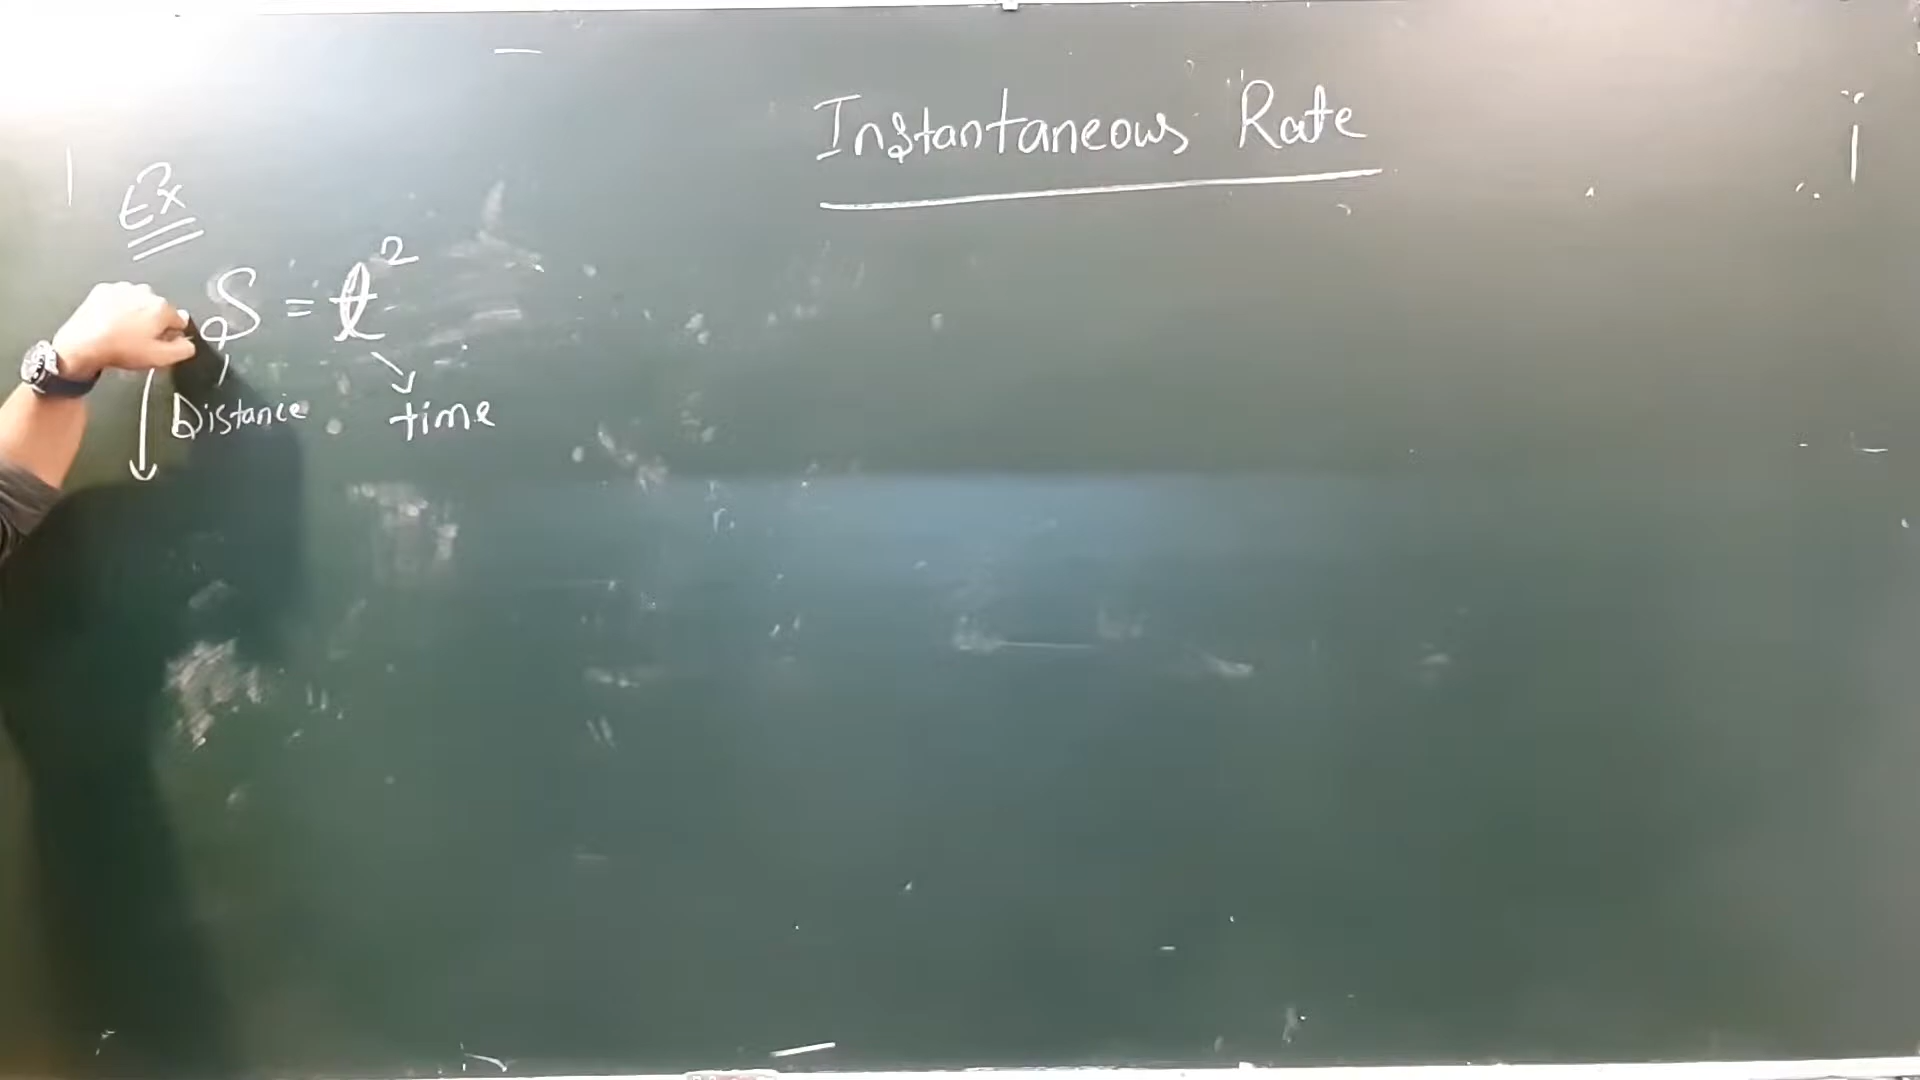 Instantaneous Rate
Ex
S = t²
Distance
time